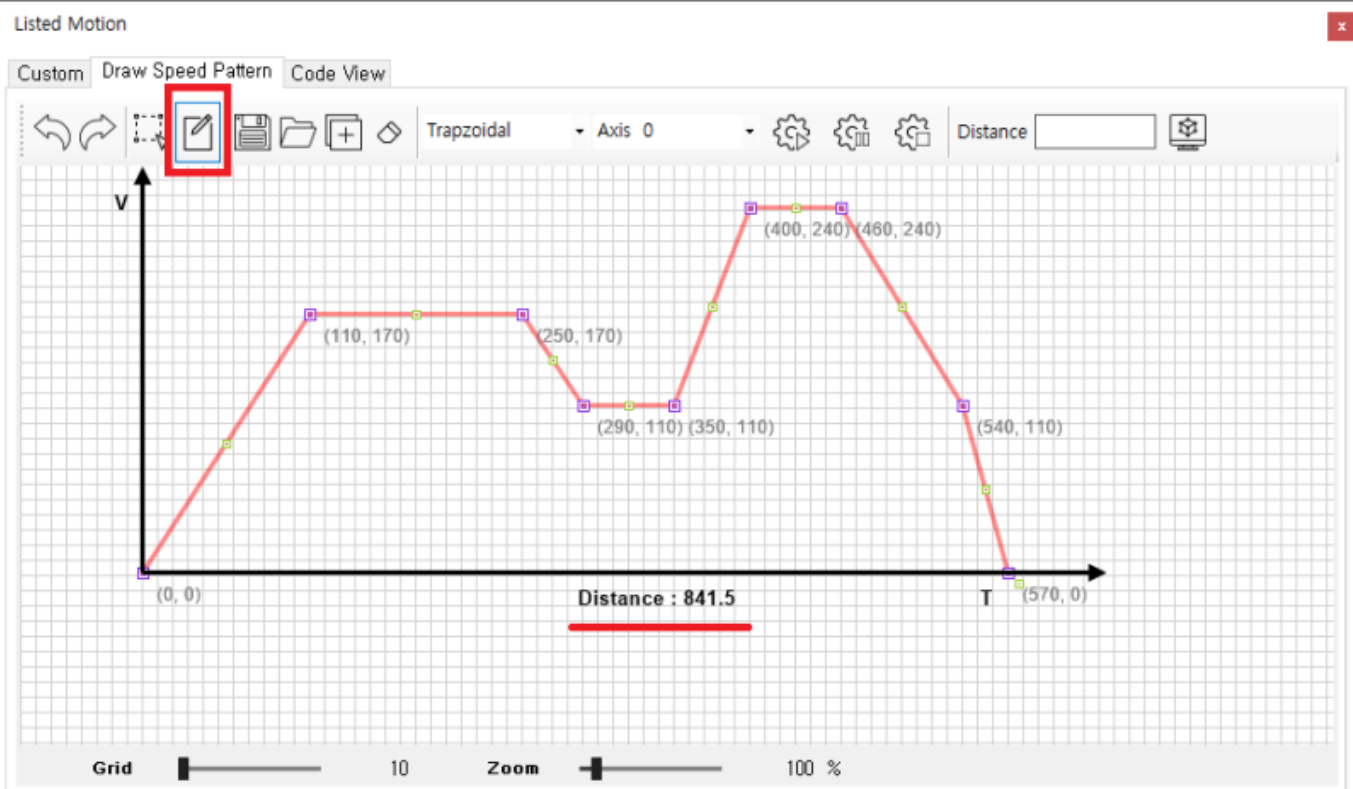 Listed Motion
x
Custom Draw Speed Pattern Code View
Trapzoidal Axis 0 Distance
V
(400, 240) (460, 240)
(110, 170) (250, 170)
(290, 110) (350, 110) (540, 110)
(0, 0) Distance : 841.5 T (570, 0)
Grid 10 Zoom 100 %